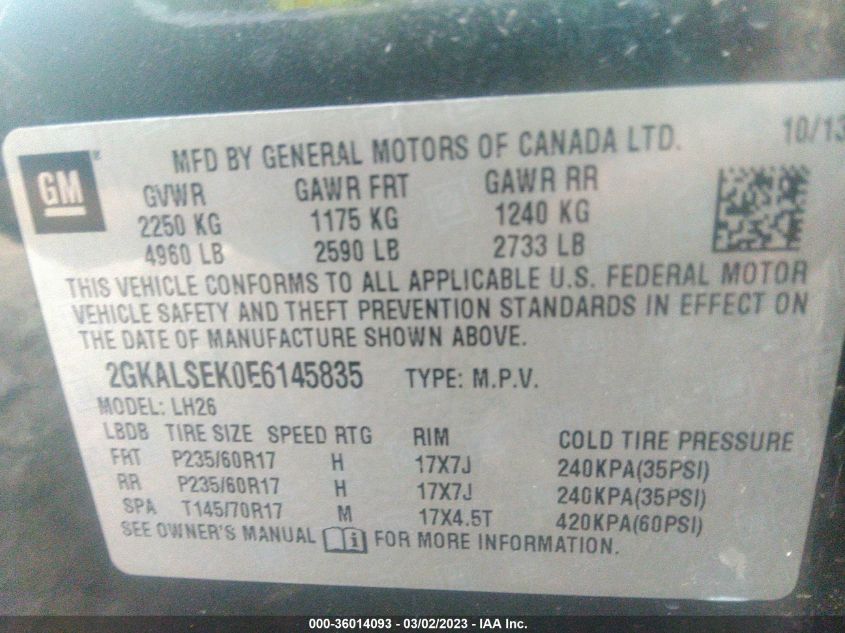 MFD BY GENERAL MOTORS OF CANADA LTD. 10/13
GM
GVWR GAWR FRT GAWR RR
2250 KG 1175 KG 1240 KG
4960 LB 2590 LB 2733 LB
THIS VEHICLE CONFORMS TO ALL APPLICABLE U.S. FEDERAL MOTOR
VEHICLE SAFETY AND THEFT PREVENTION STANDARDS IN EFFECT ON
THE DATE OF MANUFACTURE SHOWN ABOVE.
2GKALSEK0E6145835 TYPE: M.P.V.
MODEL: LH26
LBDB TIRE SIZE SPEED RTG RIM COLD TIRE PRESSURE
FRT P235/60R17 H 17X7J 240KPA(35PSI)
RR P235/60R17 H 17X7J 240KPA(35PSI)
SPA T145/70R17 M 17X4.5T 420KPA(60PSI)
SEE OWNER'S MANUAL FOR MORE INFORMATION.
000-36014093 - 03/02/2023 - IAA Inc.